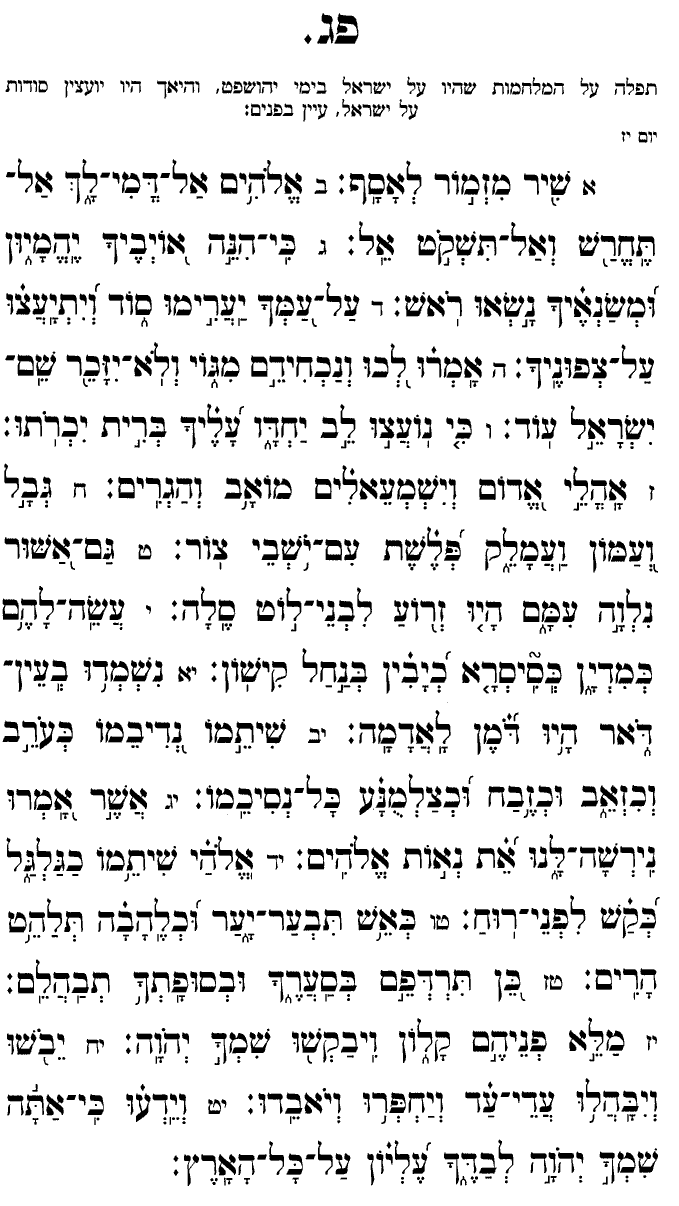 פג.
תפלה על המלחמות שהיו על ישראל בימי יהושפט, והיאך היו יועצין סודות
על ישראל, עיין בפנים:
יום יז
א שִׁ֖יר מִזְמ֣וֹר לְאָסָֽף׃ ב אֱלֹהִ֥ים אַל־דֳּמִי־לָ֑ךְ אַל־
תֶּחֱרַ֖שׁ וְאַל־תִּשְׁקֹ֣ט אֵֽל׃ ג כִּֽי־הִנֵּ֣ה א֭וֹיְבֶיךָ יֶהֱמָי֑וּן
וּ֝מְשַׂנְאֶ֗יךָ נָ֣שְׂאוּ רֹֽאשׁ׃ ד עַֽל־עַ֭מְּךָ יַעֲרִ֣ימוּ ס֑וֹד וְ֝יִתְיָעֲצ֗וּ
עַל־צְפוּנֶֽיךָ׃ ה אָמְר֗וּ לְ֭כוּ וְנַכְחִידֵ֣ם מִגּ֑וֹי וְלֹֽא־יִזָּכֵ֖ר שֵֽׁם־
יִשְׂרָאֵ֣ל עֽוֹד׃ ו כִּ֤י נוֹעֲצ֣וּ לֵ֣ב יַחְדָּ֑ו עָ֝לֶ֗יךָ בְּרִ֣ית יִכְרֹֽתוּ׃
ז אָהֳלֵ֣י אֱ֭דוֹם וְיִשְׁמְעֵאלִ֗ים מוֹאָ֥ב וְהַגְרִֽים׃ ח גְּבָ֣ל
וְ֭עַמּוֹן וַעֲמָלֵ֑ק פְּ֝לֶ֗שֶׁת עִם־יֹ֥שְׁבֵי צֽוֹר׃ ט גַּם־אַ֭שּׁוּר
נִלְוָ֣ה עִמָּ֑ם הָ֤י֥וּ זְר֖וֹעַ לִבְנֵי־ל֣וֹט סֶֽלָה׃ י עֲשֵֽׂה־לָהֶ֥ם
כְּמִדְיָ֑ן כְּֽסִֽיסְרָ֥א כְ֝יָבִ֗ין בְּנַ֣חַל קִישֽׁוֹן׃ יא נִשְׁמְד֥וּ בְֽעֵין־
דֹּ֑אר הָ֥יוּ דֹּ֝֗מֶן לָאֲדָמָֽה׃ יב שִׁיתֵ֣מוֹ נְ֭דִיבֵמוֹ כְּעֹרֵ֣ב
וְכִזְאֵ֑ב וּכְזֶ֥בַח וּ֝כְצַלְמֻנָּ֗ע כָּל־נְסִיכֵֽמוֹ׃ יג אֲשֶׁ֣ר אָ֭מְרוּ
נִ֣ירְשָׁה־לָּ֑נוּ אֵ֝֗ת נְא֣וֹת אֱלֹהִֽים׃ יד אֱֽלֹהַ֗י שִׁיתֵ֥מוֹ כַגַּלְגַּ֑ל
כְּ֝קַ֗שׁ לִפְנֵי־רֽוּחַ׃ טו כְּאֵ֥שׁ תִּבְעַר־יָ֑עַר וּ֝כְלֶהָבָ֗ה תְּלַהֵ֥ט
הָרִֽים׃ טז כֵּ֭ן תִּרְדְּפֵ֣ם בְּסַעֲרֶ֑ךָ וּבְסוּפָתְךָ֥ תְבַהֲלֵֽם׃
יז מַלֵּ֣א פְנֵיהֶ֣ם קָל֑וֹן וִֽיבַקְשׁ֖וּ שִׁמְךָ֣ יְהֹוָֽה׃ יח יֵבֹ֖שׁוּ
וְיִבָּהֲל֥וּ עֲדֵי־עַ֗ד וְֽיַחְפְּר֥וּ וְיֹאבֵֽדוּ׃ יט וְֽיֵדְע֗וּ כִּֽי־אַתָּ֬ה
שִׁמְךָ֣ יְהֹוָ֣ה לְבַדֶּ֑ךָ עֶ֝לְי֗וֹן עַל־כָּל־הָאָֽרֶץ׃